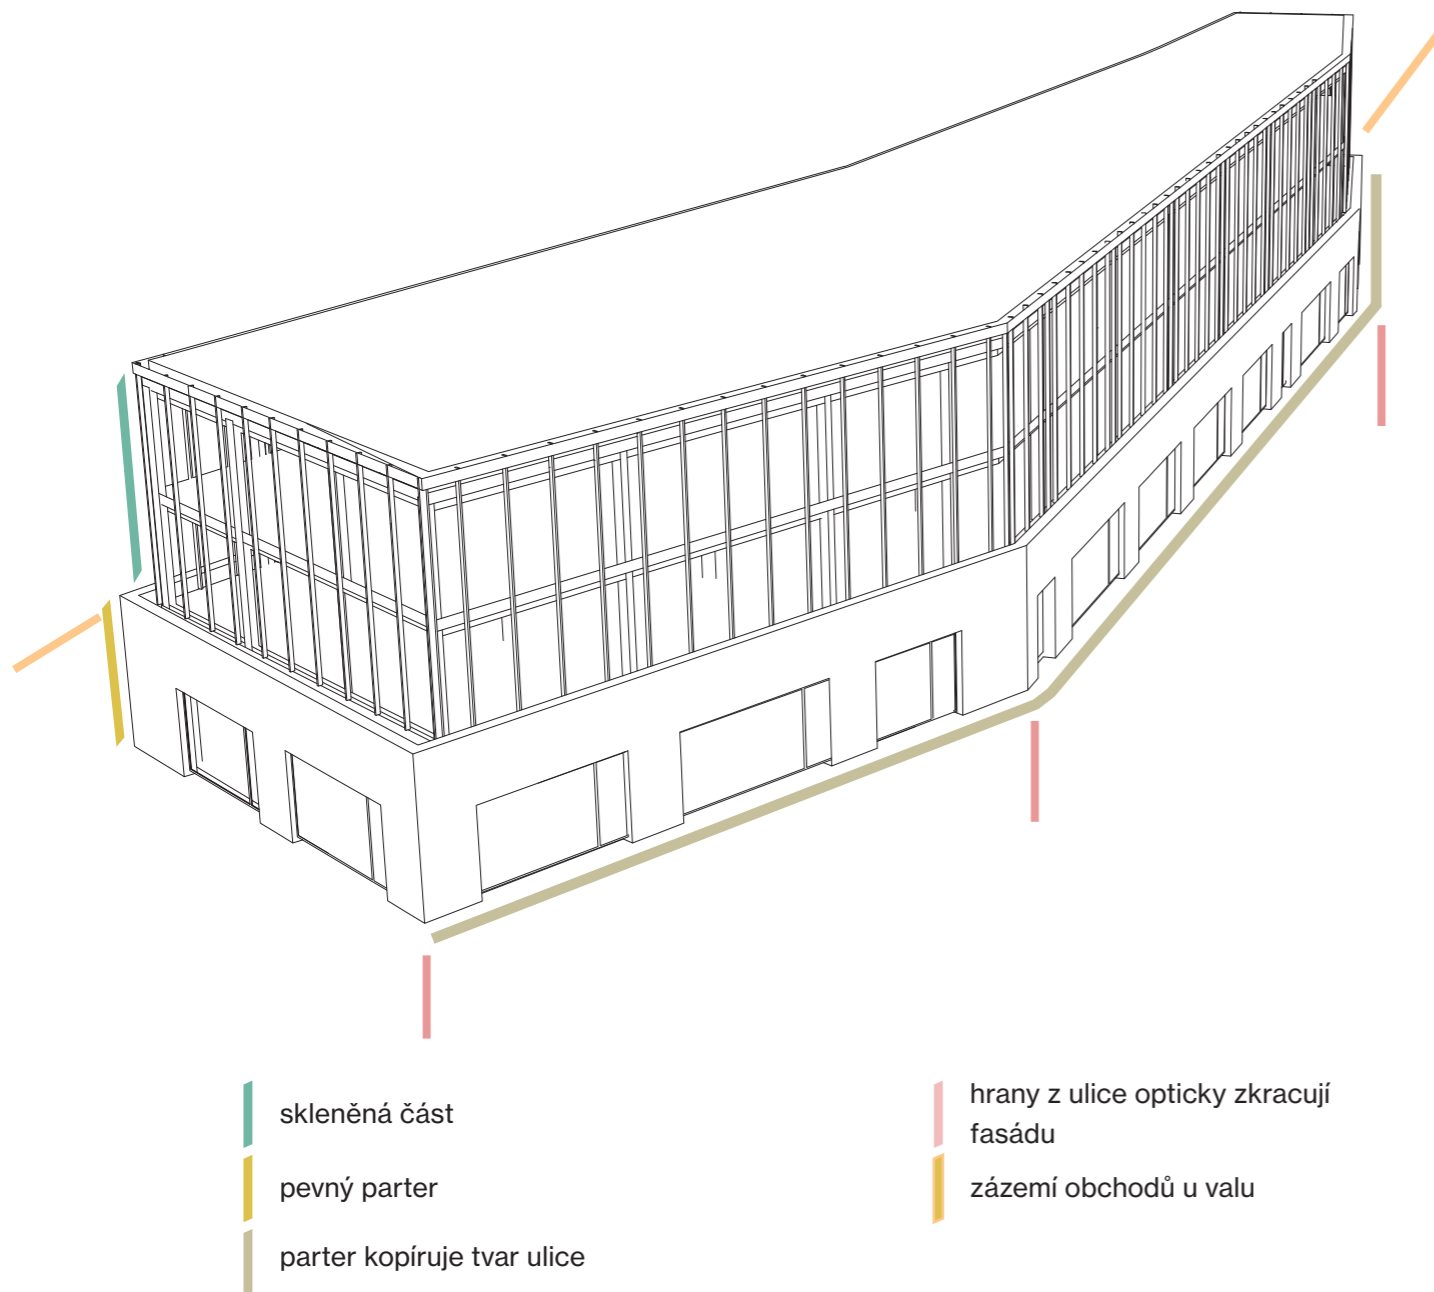 skleněná část
pevný parter
parter kopíruje tvar ulice
hrany z ulice opticky zkracují
fasádu
zázemí obchodů u valu